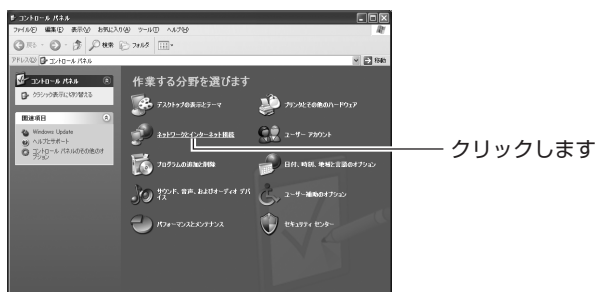 コントロール パネル
ファイル(F) 編集(E) 表示(V) お気に入り(A) ツール(T) ヘルプ(H)
戻る 検索 フォルダ
アドレス(D) コントロール パネル 移動
コントロール パネル
クラシック表示に切り替える
関連項目
Windows Update
ヘルプとサポート
コントロール パネルのその他のオプション
作業する分野を選びます
デスクトップの表示とテーマ
プリンタとその他のハードウェア
ネットワークとインターネット接続
ユーザー アカウント
プログラムの追加と削除
日付、時刻、地域と言語のオプション
サウンド、音声、およびオーディオ デバイス
ユーザー補助のオプション
パフォーマンスとメンテナンス
セキュリティ センター
クリックします